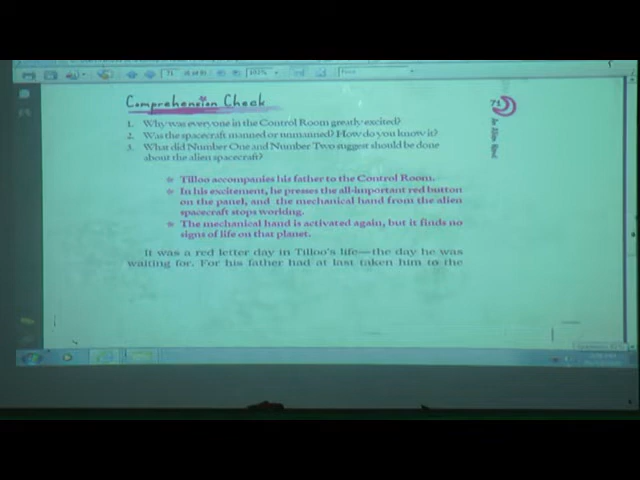 Comprehension Check
71
1. Why was everyone in the Control Room greatly excited?
2. Was the spacecraft manned or unmanned? How do you know it?
3. What did Number One and Number Two suggest should be done
about the alien spacecraft?
An Alien Hand
Tilloo accompanies his father to the Control Room.
In his excitement, he presses the all-important red button
on the panel, and the mechanical hand from the alien
spacecraft stops working.
The mechanical hand is activated again, but it finds no
signs of life on that planet.
It was a red letter day in Tilloo's life—the day he was
waiting for. For his father had at last taken him to the